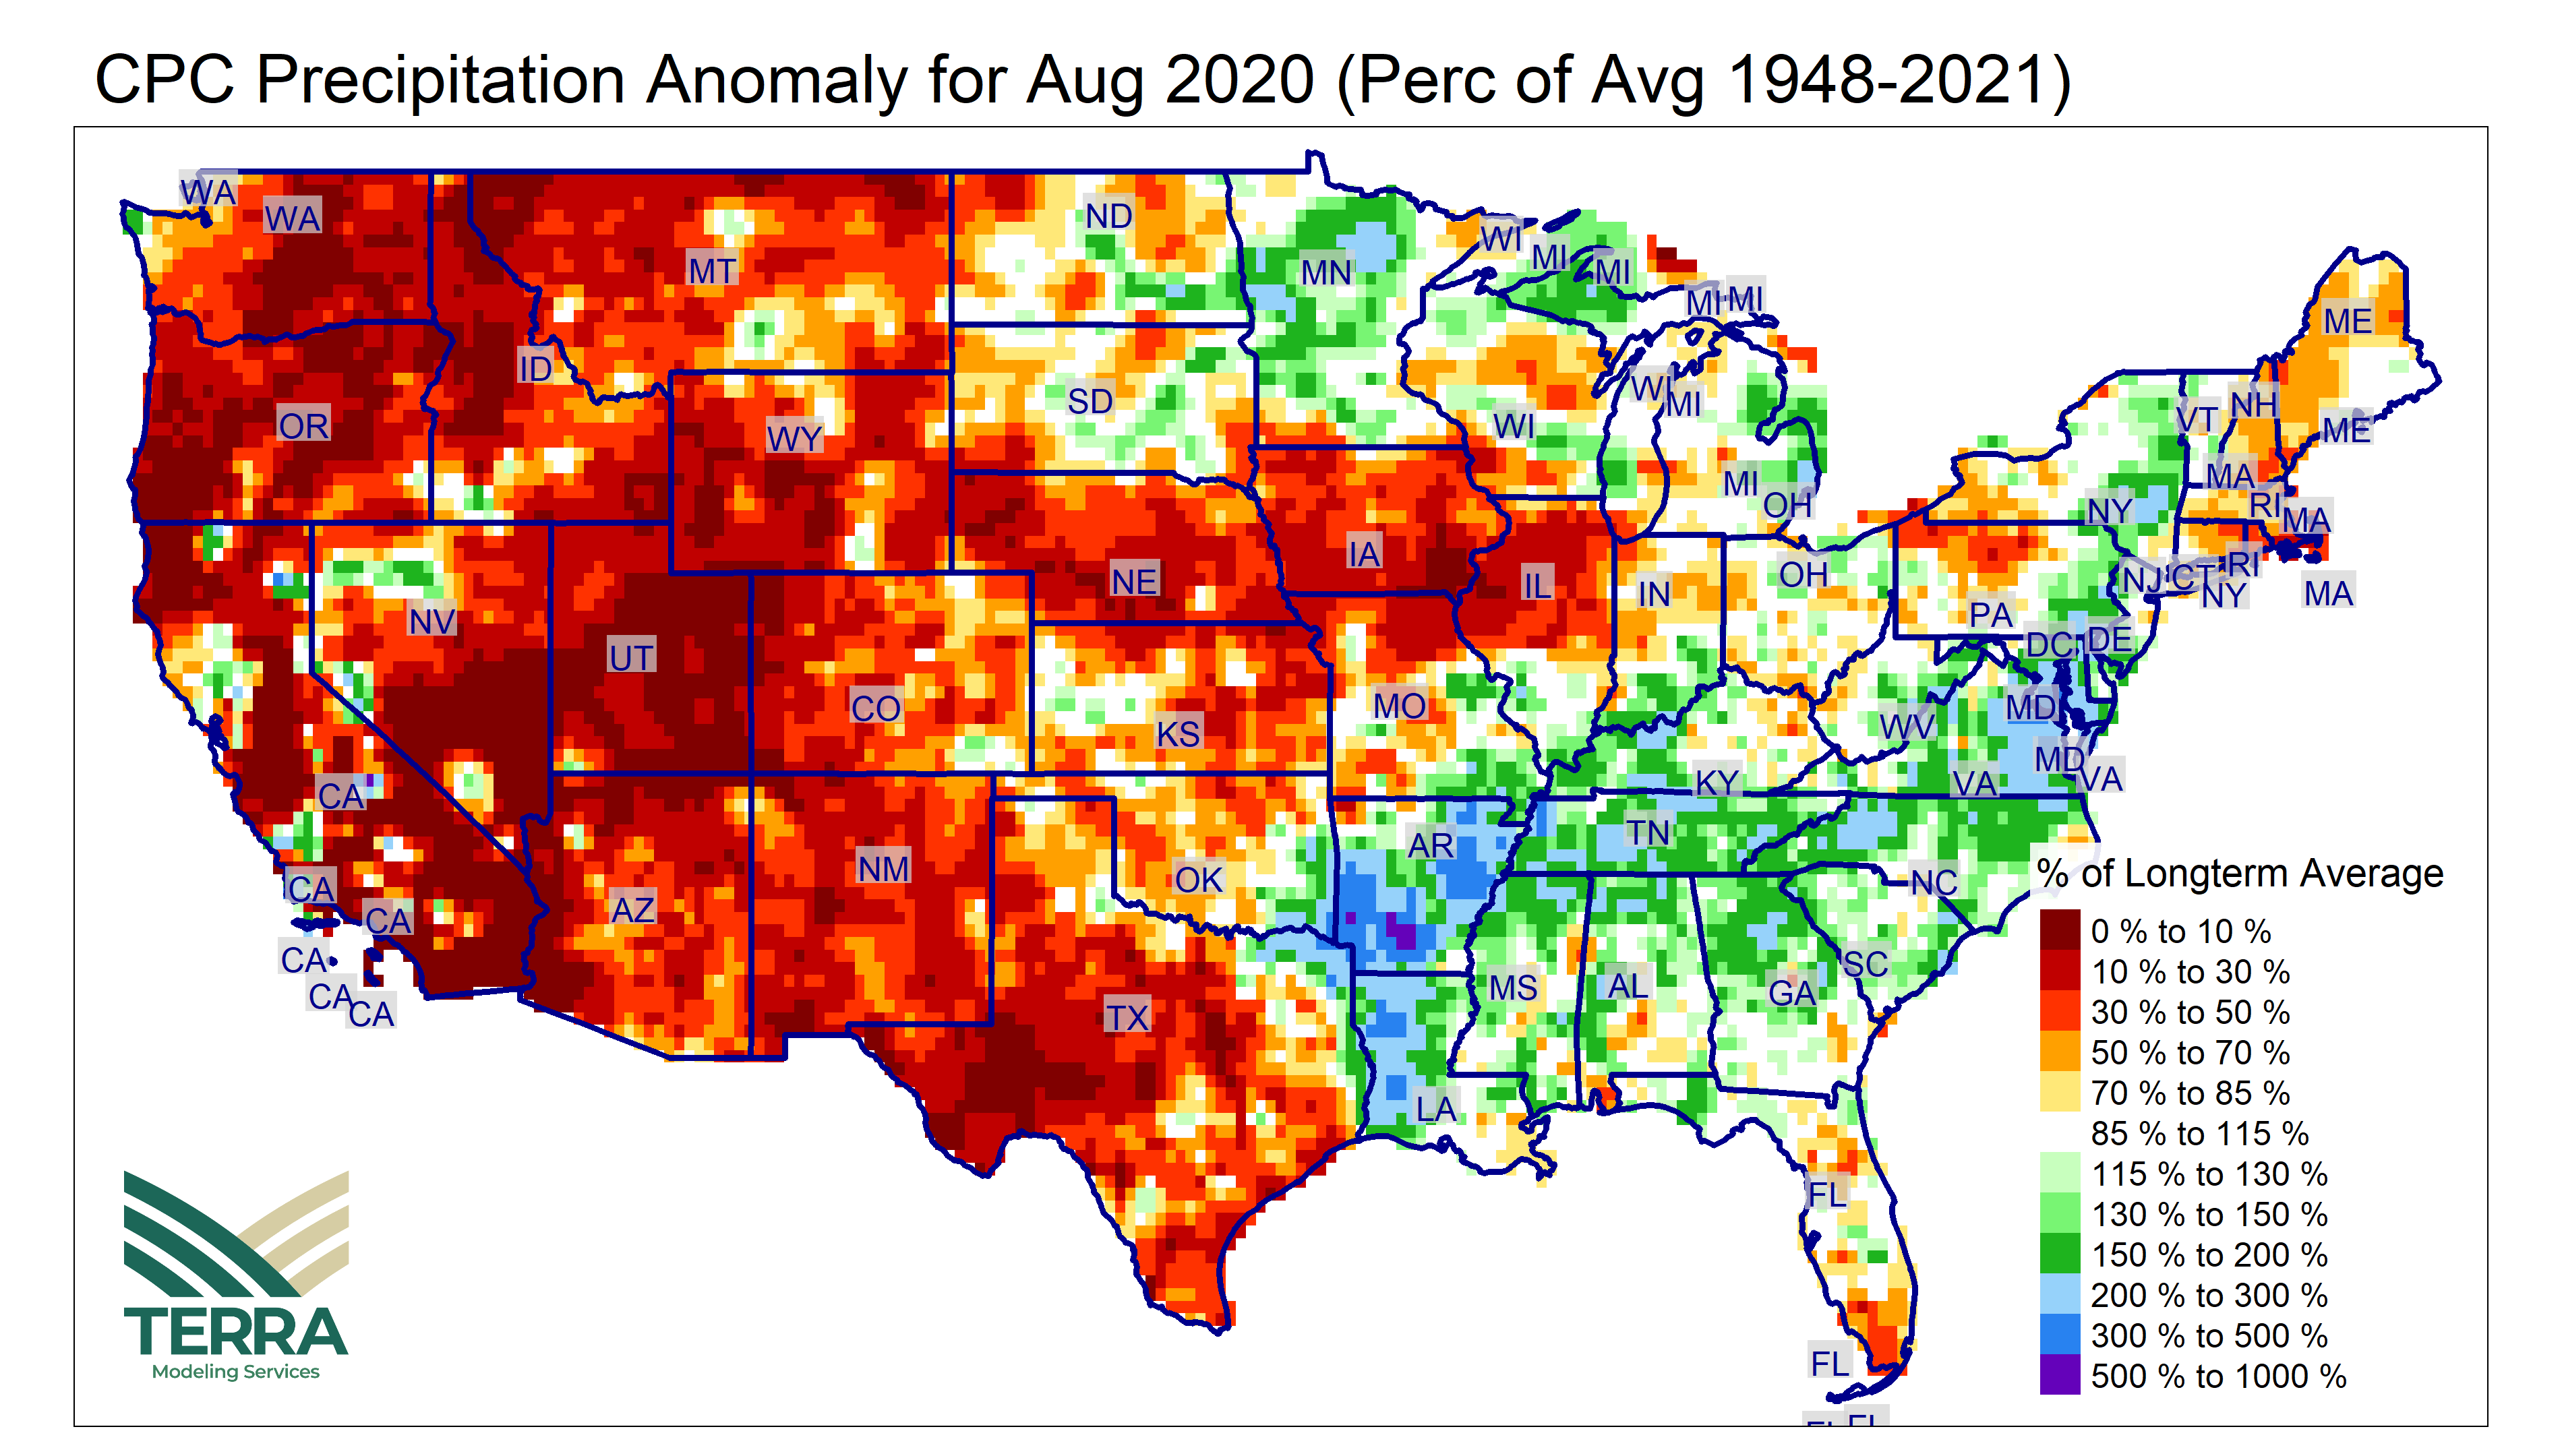 CPC Precipitation Anomaly for Aug 2020 (Perc of Avg 1948-2021)
WA
WA
ND
MT
MN
WI
MI
MI
MI
MI
ME
ID
OR
WY
SD
WI
MI
WI
VT
NH
ME
MI
OH
MA
RI
MA
NY
IA
NE
IL
IN
OH
NV
UT
PA
NJ
CT
RI
NY
MA
DC
DE
CO
MO
KS
WV
MD
MD
VA
VA
CA
KY
TN
AR
NM
OK
AZ
NC
CA
CA
CA
CA
CA
TX
MS
AL
GA
SC
LA
FL
FL
FL
FL
% of Longterm Average
0 % to 10 %
10 % to 30 %
30 % to 50 %
50 % to 70 %
70 % to 85 %
85 % to 115 %
115 % to 130 %
130 % to 150 %
150 % to 200 %
200 % to 300 %
300 % to 500 %
500 % to 1000 %
TERRA
Modeling Services